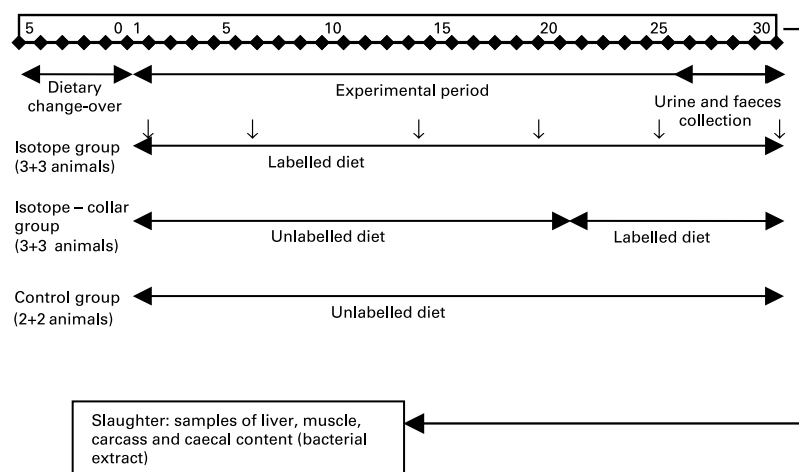 5 0 1 5 10 15 20 25 30
Dietary
change-over
Experimental period
Urine and faeces
collection
Isotope group
(3+3 animals)
Labelled diet
Isotope – collar
group
(3+3 animals)
Unlabelled diet
Labelled diet
Control group
(2+2 animals)
Unlabelled diet
Slaughter: samples of liver, muscle,
carcass and caecal content (bacterial
extract)